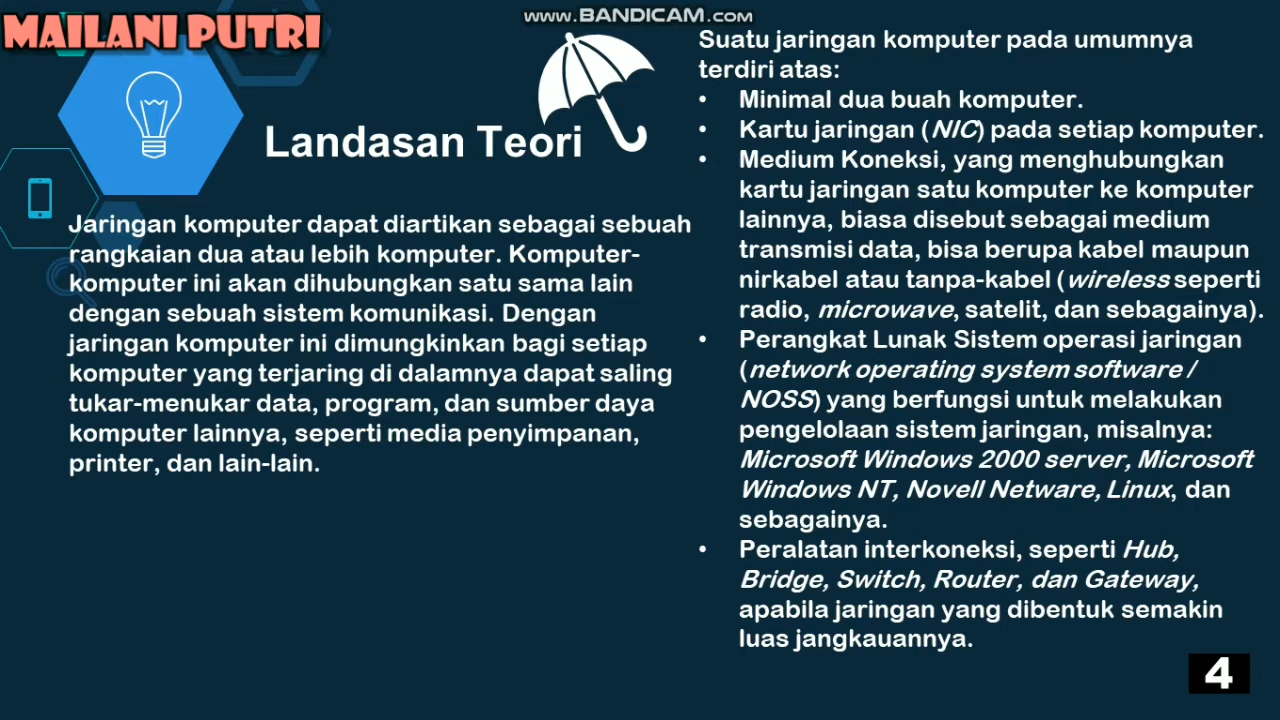 MAILANI PUTRI
www.BANDICAM.com
Landasan Teori
Jaringan komputer dapat diartikan sebagai sebuah
rangkaian dua atau lebih komputer. Komputer-
komputer ini akan dihubungkan satu sama lain
dengan sebuah sistem komunikasi. Dengan
jaringan komputer ini dimungkinkan bagi setiap
komputer yang terjaring di dalamnya dapat saling
tukar-menukar data, program, dan sumber daya
komputer lainnya, seperti media penyimpanan,
printer, dan lain-lain.
Suatu jaringan komputer pada umumnya
terdiri atas:
• Minimal dua buah komputer.
• Kartu jaringan (NIC) pada setiap komputer.
• Medium Koneksi, yang menghubungkan
kartu jaringan satu komputer ke komputer
lainnya, biasa disebut sebagai medium
transmisi data, bisa berupa kabel maupun
nirkabel atau tanpa-kabel (wireless seperti
radio, microwave, satelit, dan sebagainya).
• Perangkat Lunak Sistem operasi jaringan
(network operating system software /
NOSS) yang berfungsi untuk melakukan
pengelolaan sistem jaringan, misalnya:
Microsoft Windows 2000 server, Microsoft
Windows NT, Novell Netware, Linux, dan
sebagainya.
• Peralatan interkoneksi, seperti Hub,
Bridge, Switch, Router, dan Gateway,
apabila jaringan yang dibentuk semakin
luas jangkauannya.
4